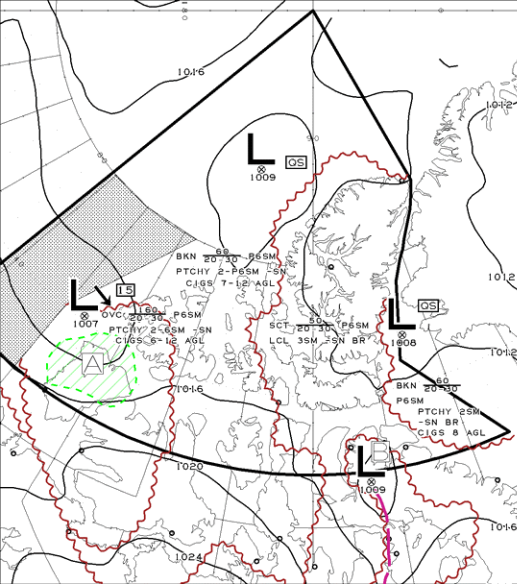 1016
1012
L
QS
1009
1012
L
15
1007
BKN 60/20-30 P6SM
PTCHY 2-P6SM -SN
CIGS 7-12 AGL
OVC 160/20-30 P6SM
PTCHY 2-6SM -SN
CIGS 6-12 AGL
A
SCT 50/20-30 P6SM
LCL 3SM -SN BR
L
QS
1008
1012
BKN 60/20-30
P6SM
PTCHY 2SM
-SN BR
CIGS 8 AGL
1016
1020
B
L
1009
1016
1024